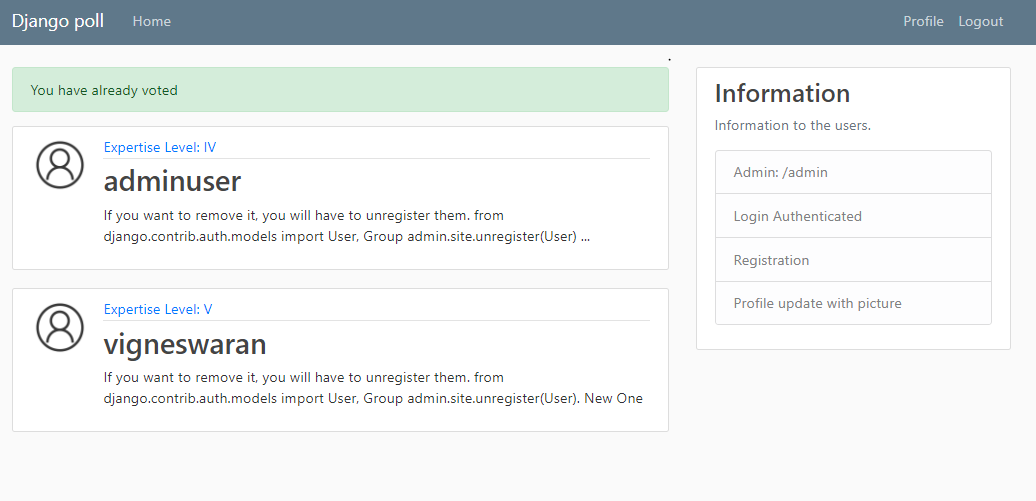 Django poll Home Profile Logout
.
You have already voted
Expertise Level: IV
adminuser
If you want to remove it, you will have to unregister them. from
django.contrib.auth.models import User, Group admin.site.unregister(User) ...
Expertise Level: V
vigneswaran
If you want to remove it, you will have to unregister them. from
django.contrib.auth.models import User, Group admin.site.unregister(User). New One
Information
Information to the users.
Admin: /admin
Login Authenticated
Registration
Profile update with picture